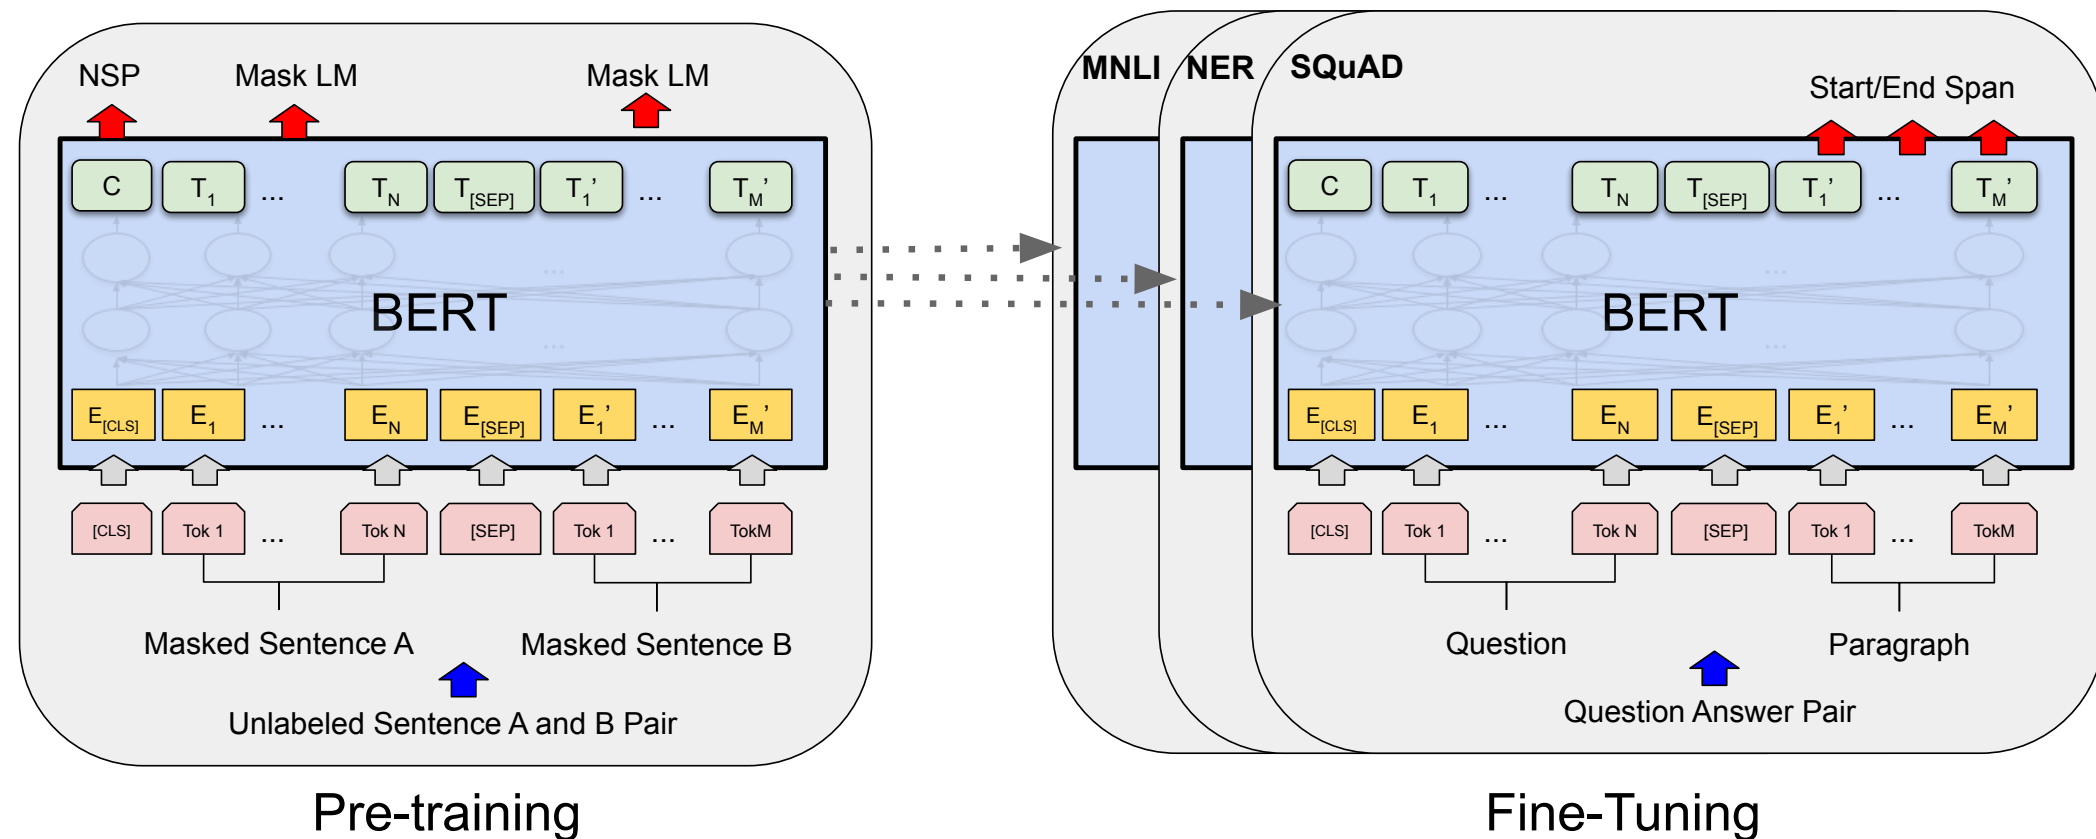 NSP Mask LM Mask LM
C T1 ... TN T[SEP] T1’ ... TM’
...
BERT
...
E[CLS] E1 ... EN E[SEP] E1’ ... EM’
[CLS] Tok 1 ... Tok N [SEP] Tok 1 ... TokM
Masked Sentence A Masked Sentence B
Unlabeled Sentence A and B Pair
Pre-training
MNLI NER SQuAD
Start/End Span
C T1 ... TN T[SEP] T1’ ... TM’
...
BERT
...
E[CLS] E1 ... EN E[SEP] E1’ ... EM’
[CLS] Tok 1 ... Tok N [SEP] Tok 1 ... TokM
Question Paragraph
Question Answer Pair
Fine-Tuning